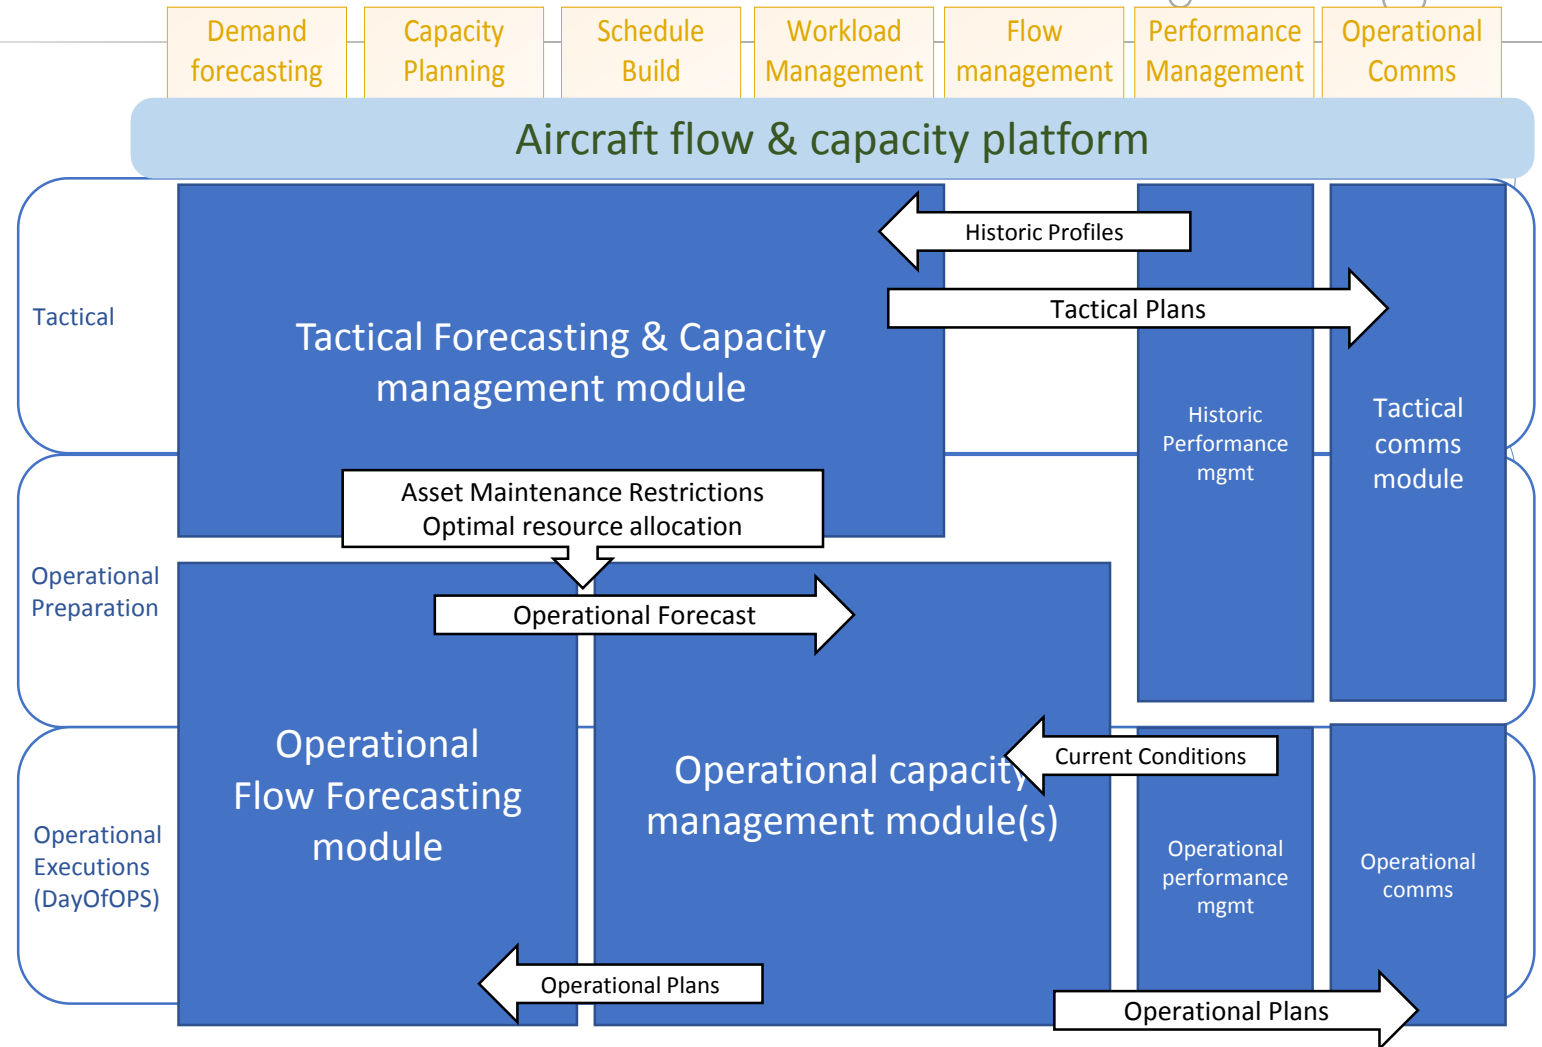 Demand
forecasting
Capacity
Planning
Schedule
Build
Workload
Management
Flow
management
Performance
Management
Operational
Comms
Aircraft flow & capacity platform
Historic Profiles
Tactical Plans
Tactical
Tactical Forecasting & Capacity
management module
Historic
Performance
mgmt
Tactical
comms
module
Asset Maintenance Restrictions
Optimal resource allocation
Operational
Preparation
Operational Forecast
Operational
Flow Forecasting
module
Operational capacity
management module(s)
Current Conditions
Operational
Executions
(DayOfOPS)
Operational
performance
mgmt
Operational
comms
Operational Plans
Operational Plans